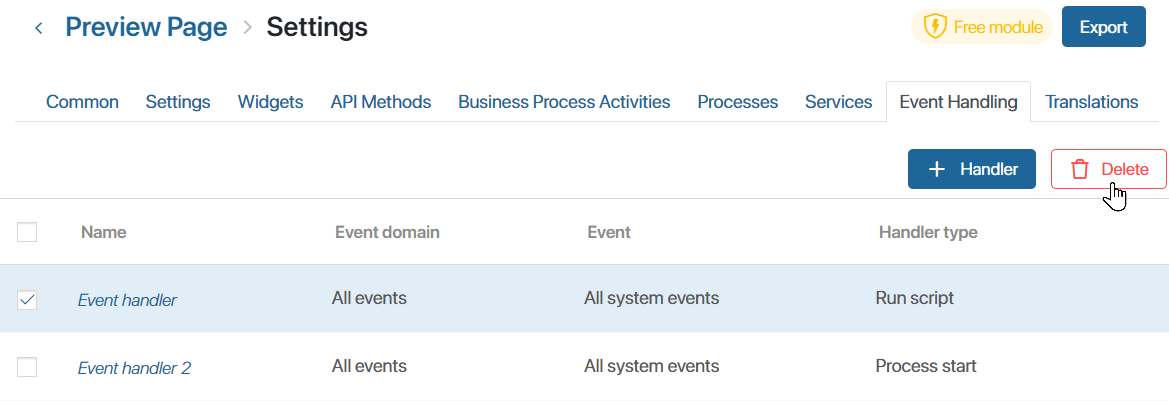 Preview Page > Settings Free module Export
Common Settings Widgets API Methods Business Process Activities Processes Services Event Handling Translations
+ Handler Delete
Name Event domain Event Handler type
Event handler All events All system events Run script
Event handler 2 All events All system events Process start